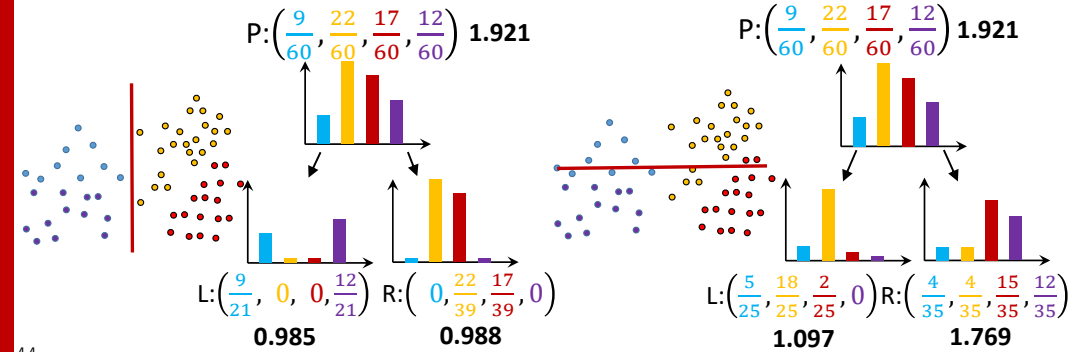 P:(9/60, 22/60, 17/60, 12/60) 1.921
L:(9/21, 0, 0, 12/21) R:(0, 22/39, 17/39, 0)
0.985 0.988
P:(9/60, 22/60, 17/60, 12/60) 1.921
L:(5/25, 18/25, 2/25, 0) R:(4/35, 4/35, 15/35, 12/35)
1.097 1.769